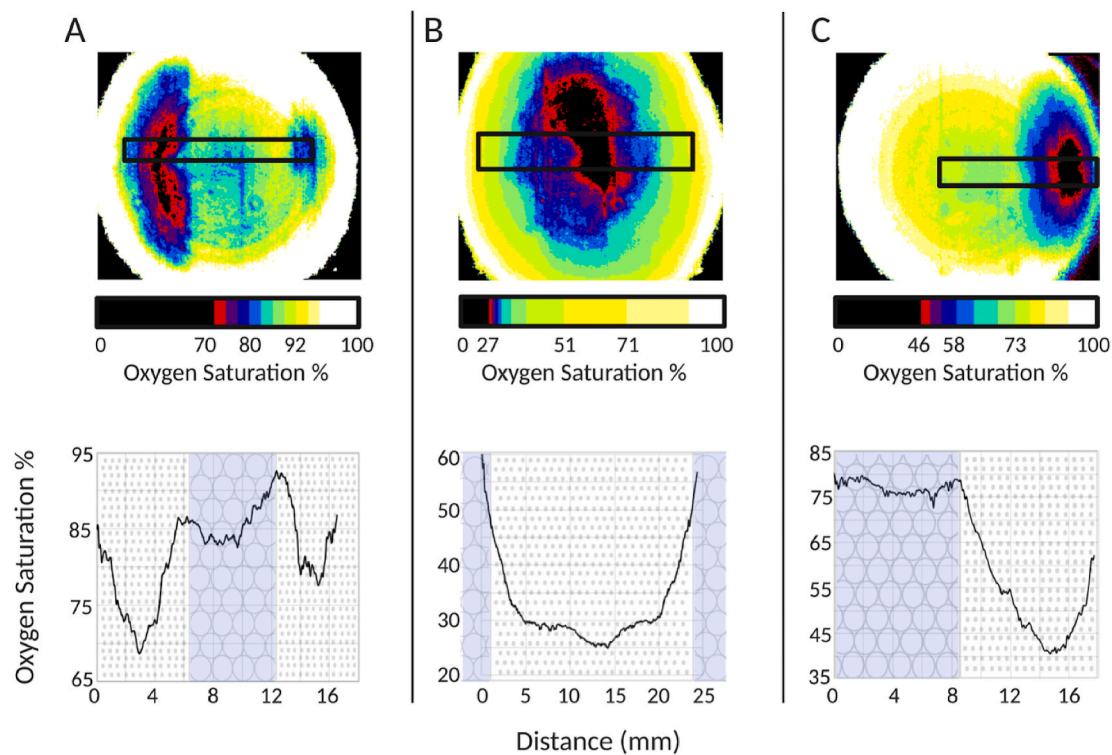 A
B
C
0 70 80 92 100
Oxygen Saturation %
0 27 51 71 100
Oxygen Saturation %
0 46 58 73 100
Oxygen Saturation %
Oxygen Saturation %
95
85
75
65
0 4 8 12 16
60
50
40
30
20
0 5 10 15 20 25
85
75
65
55
45
35
0 4 8 12 16
Distance (mm)